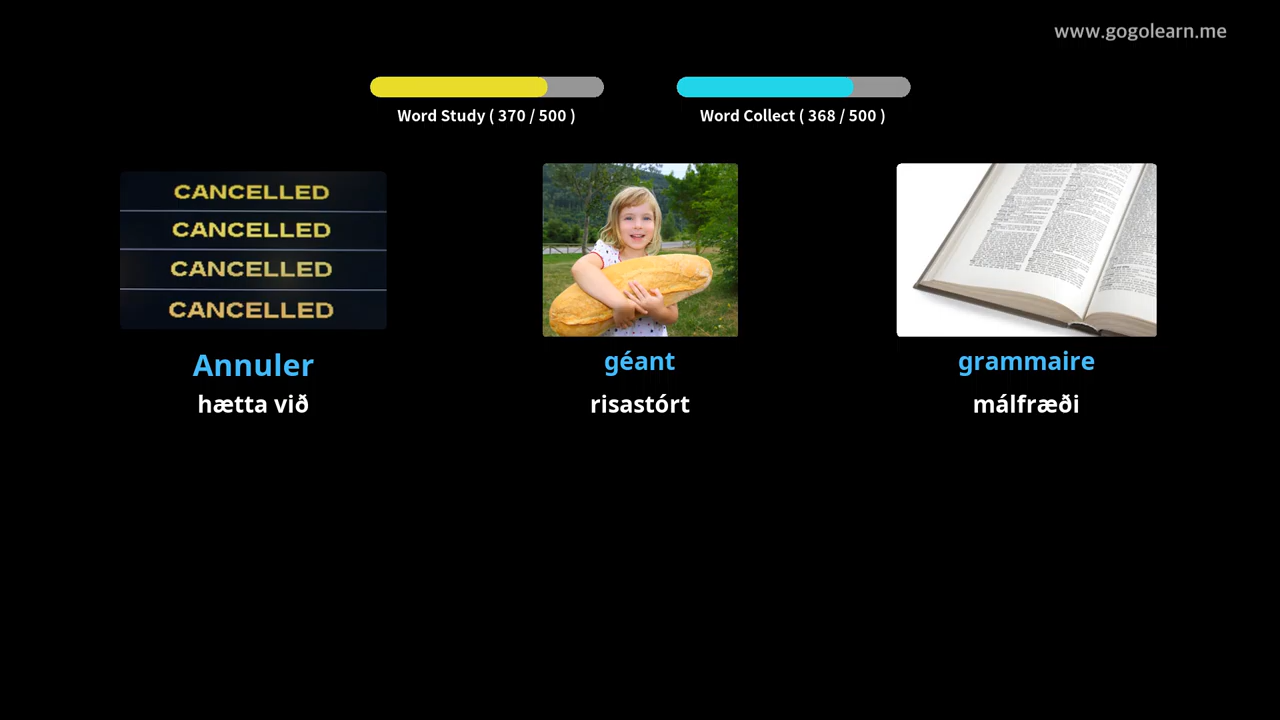 www.gogolearn.me
Word Study ( 370 / 500 )
Word Collect ( 368 / 500 )
CANCELLED
CANCELLED
CANCELLED
CANCELLED
Annuler
hætta við
géant
risastórt
grammaire
málfræði